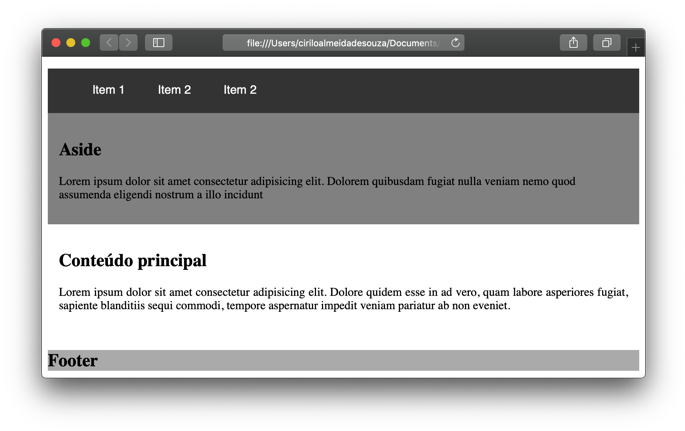 file:///Users/ciriloalmeidadesouza/Documents/
Item 1 Item 2 Item 2
Aside
Lorem ipsum dolor sit amet consectetur adipisicing elit. Dolorem quibusdam fugiat nulla veniam nemo quod
assumenda eligendi nostrum a illo incidunt
Conteúdo principal
Lorem ipsum dolor sit amet consectetur adipisicing elit. Dolore quidem esse in ad vero, quam labore asperiores fugiat,
sapiente blanditiis sequi commodi, tempore aspernatur impedit veniam pariatur ab non eveniet.
Footer